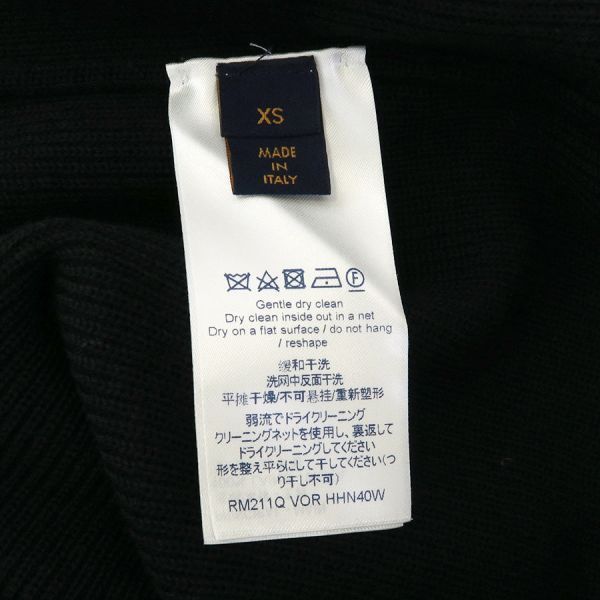 XS
MADE
IN
ITALY
Gentle dry clean
Dry clean inside out in a net
Dry on a flat surface / do not hang
/ reshape
缓和干洗
洗网中反面干洗
平摊干燥/不可悬挂/重新塑形
弱流でドライクリーニング
クリーニングネットを使用し、裏返して
ドライクリーニングしてください
形を整え平らにして干してください(つ
り干し不可)
RM211Q VOR HHN40W